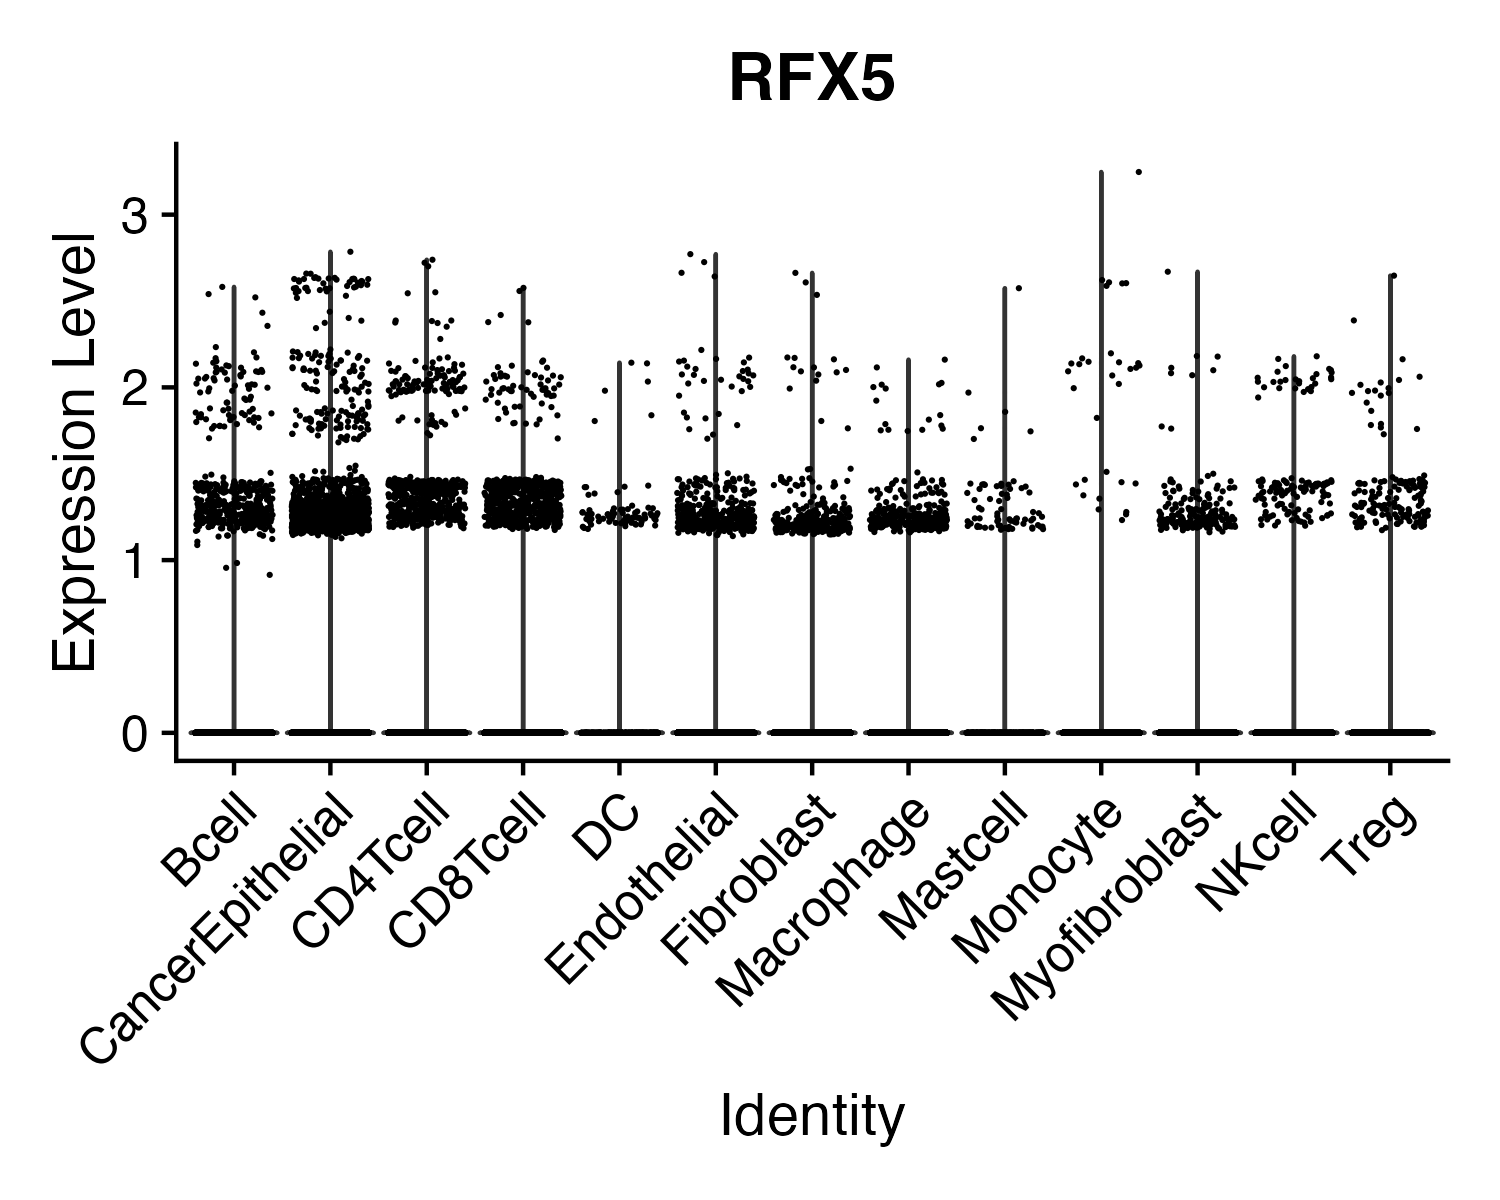 RFX5
Expression Level
3
2
1
0
Bcell
CancerEpithelial
CD4Tcell
CD8Tcell
DC
Endothelial
Fibroblast
Macrophage
Mastcell
Monocyte
Myofibroblast
NKcell
Treg
Identity